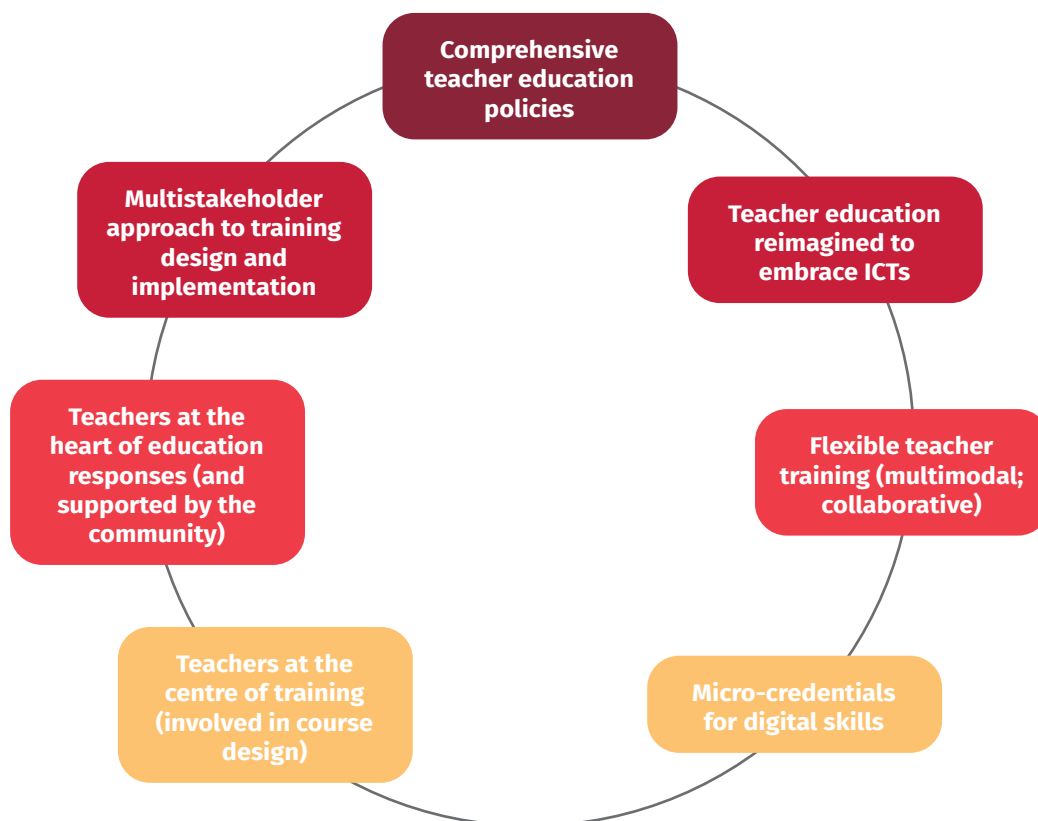 Comprehensive
teacher education
policies
Multistakeholder
approach to training
design and
implementation
Teacher education
reimagined to
embrace ICTs
Teachers at the
heart of education
responses (and
supported by the
community)
Flexible teacher
training (multimodal;
collaborative)
Teachers at the
centre of training
(involved in course
design)
Micro-credentials
for digital skills